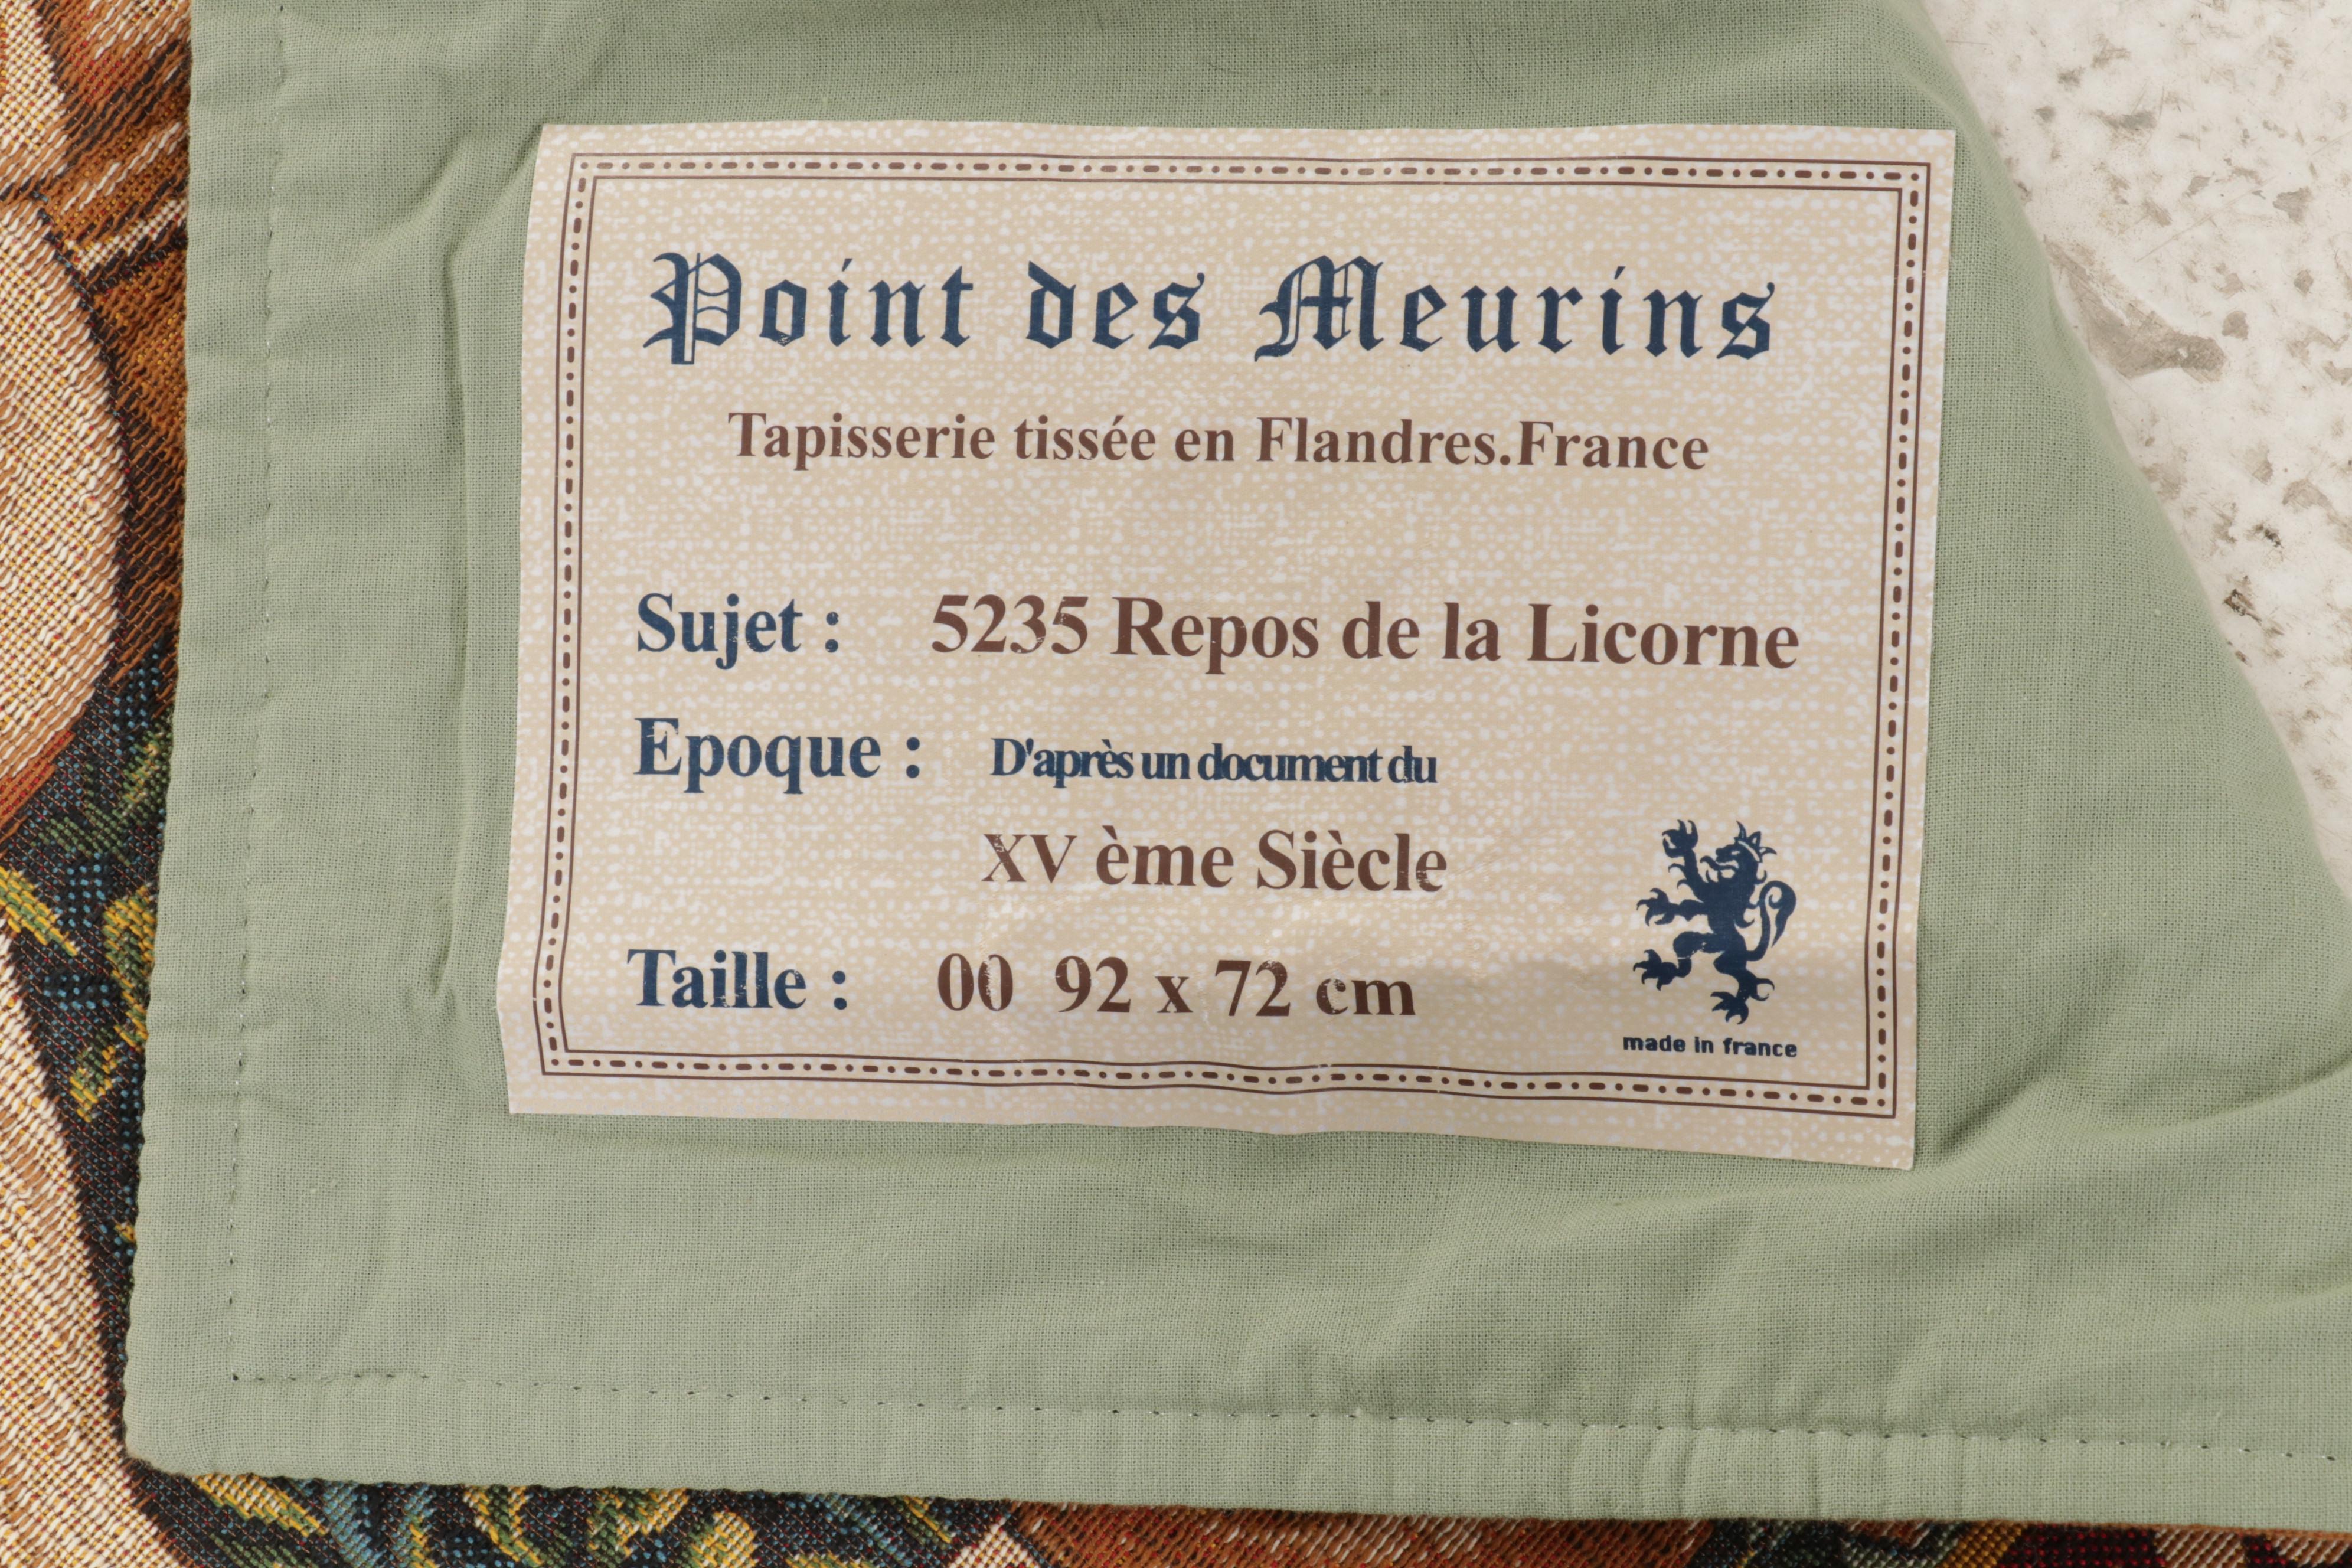 Point des Meurins
Tapisserie tissée en Flandres.France
Sujet : 5235 Repos de la Licorne
Epoque : D'après un document du
XV ème Siècle
Taille : 00 92 x 72 cm
made in france